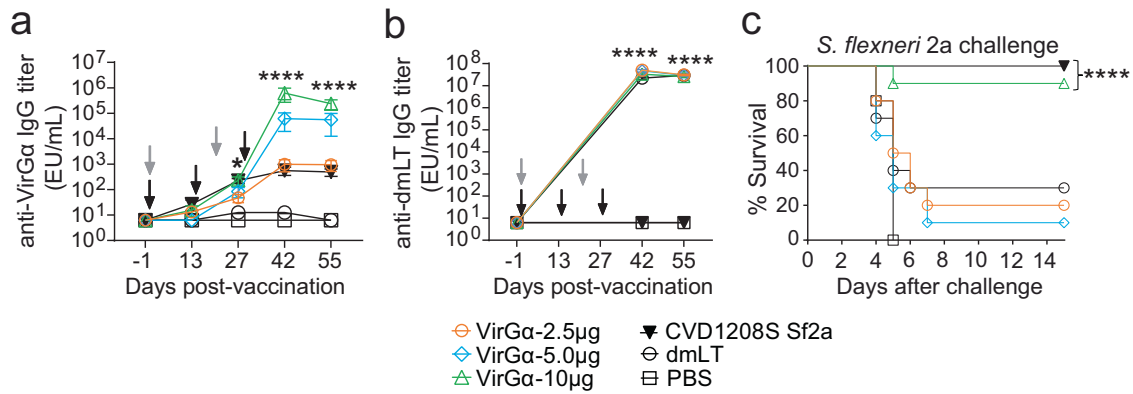 a
anti-VirGα IgG titer
(EU/mL)
10⁷
10⁶
10⁵
10⁴
10³
10²
10¹
10⁰
*
****
****
-1 13 27 42 55
Days post-vaccination
b
anti-dmLT IgG titer
(EU/mL)
10⁸
10⁷
10⁶
10⁵
10⁴
10³
10²
10¹
10⁰
****
****
-1 13 27 42 55
Days post-vaccination
c
S. flexneri 2a challenge
% Survival
100
80
60
40
20
0
****
0 2 4 6 8 10 12 14
Days after challenge
VirGα-2.5µg
VirGα-5.0µg
VirGα-10µg
CVD1208S Sf2a
dmLT
PBS